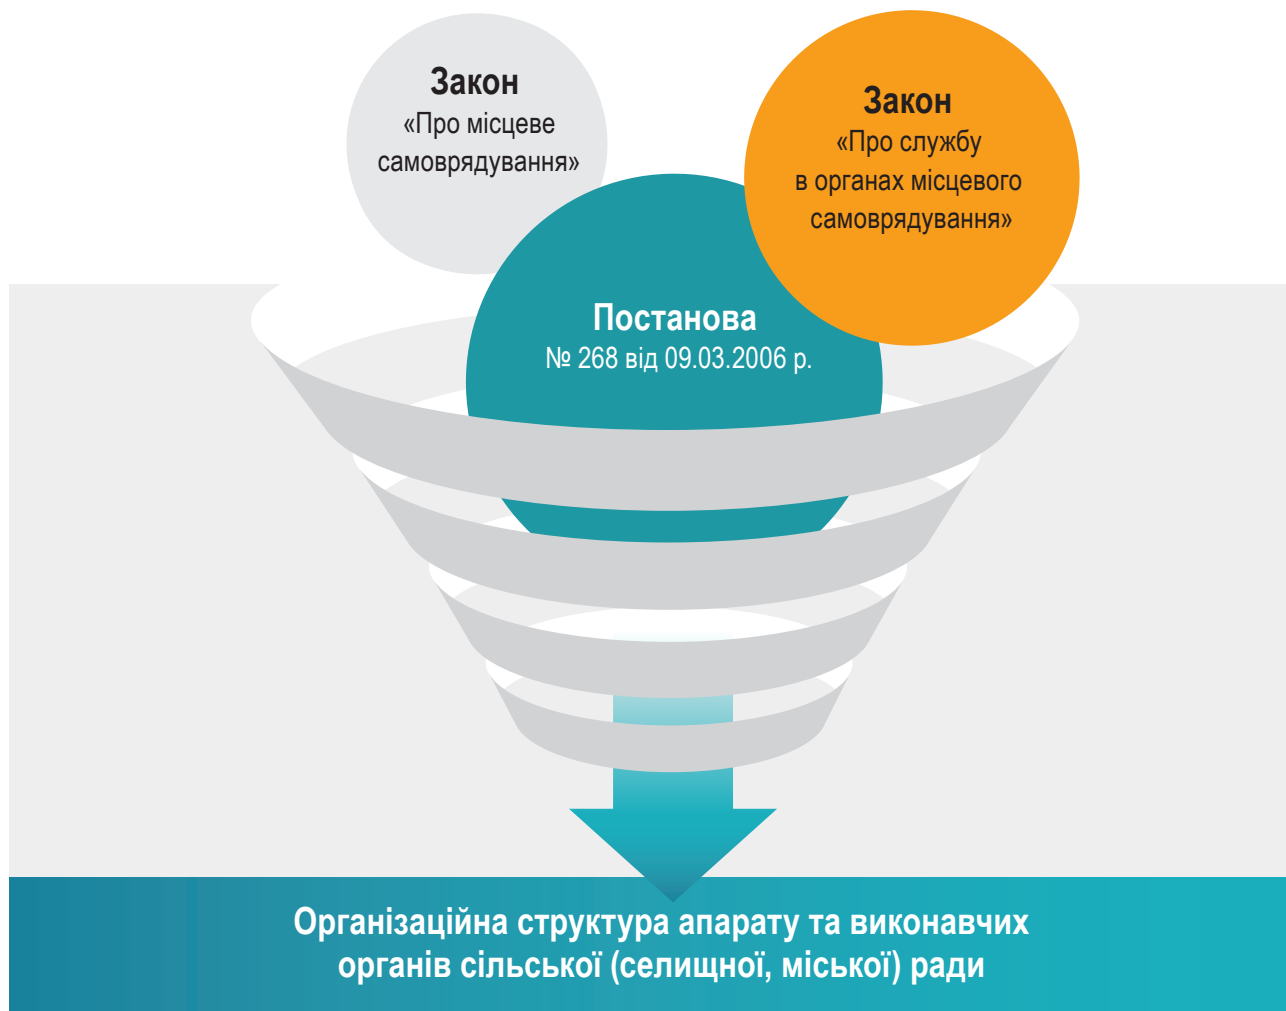 Закон
«Про місцеве
самоврядування»
Закон
«Про службу
в органах місцевого
самоврядування»
Постанова
№ 268 від 09.03.2006 р.
Організаційна структура апарату та виконавчих
органів сільської (селищної, міської) ради